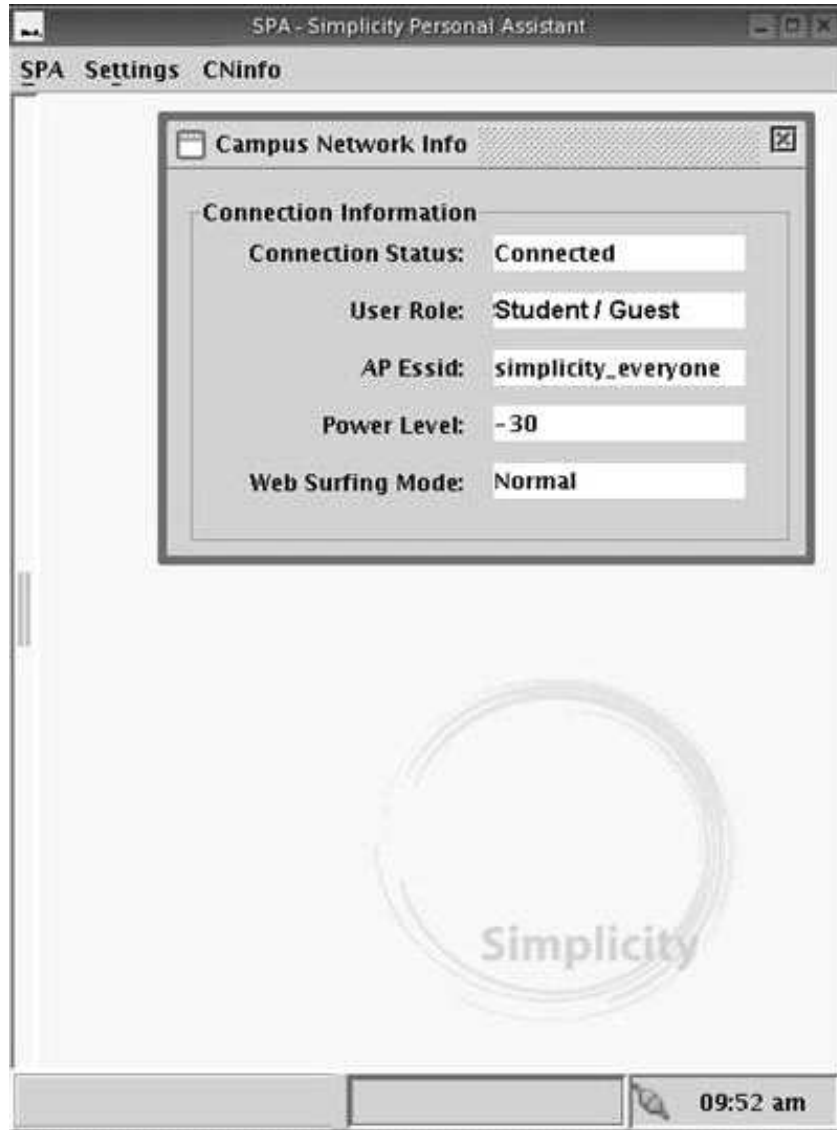 SPA - Simplicity Personal Assistant
SPA Settings CNinfo
Campus Network Info
Connection Information
Connection Status: Connected
User Role: Student / Guest
AP Essid: simplicity_everyone
Power Level: -30
Web Surfing Mode: Normal
Simplicity
09:52 am